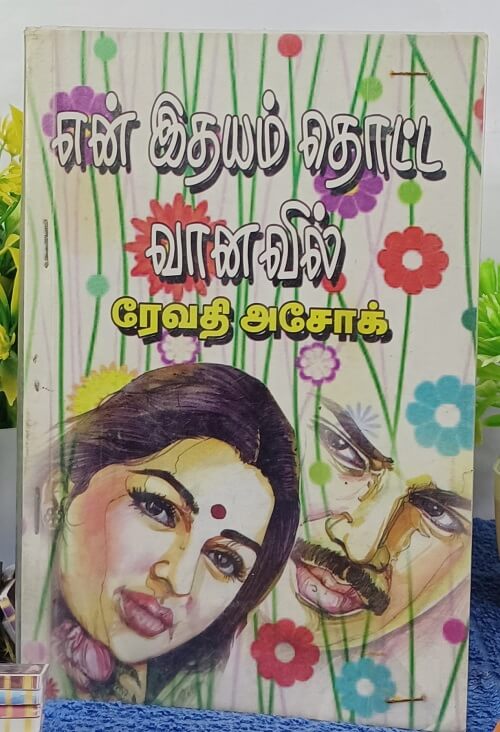 என் இதயம் தொட்ட
வானவில்
ரேவதி அசோக்